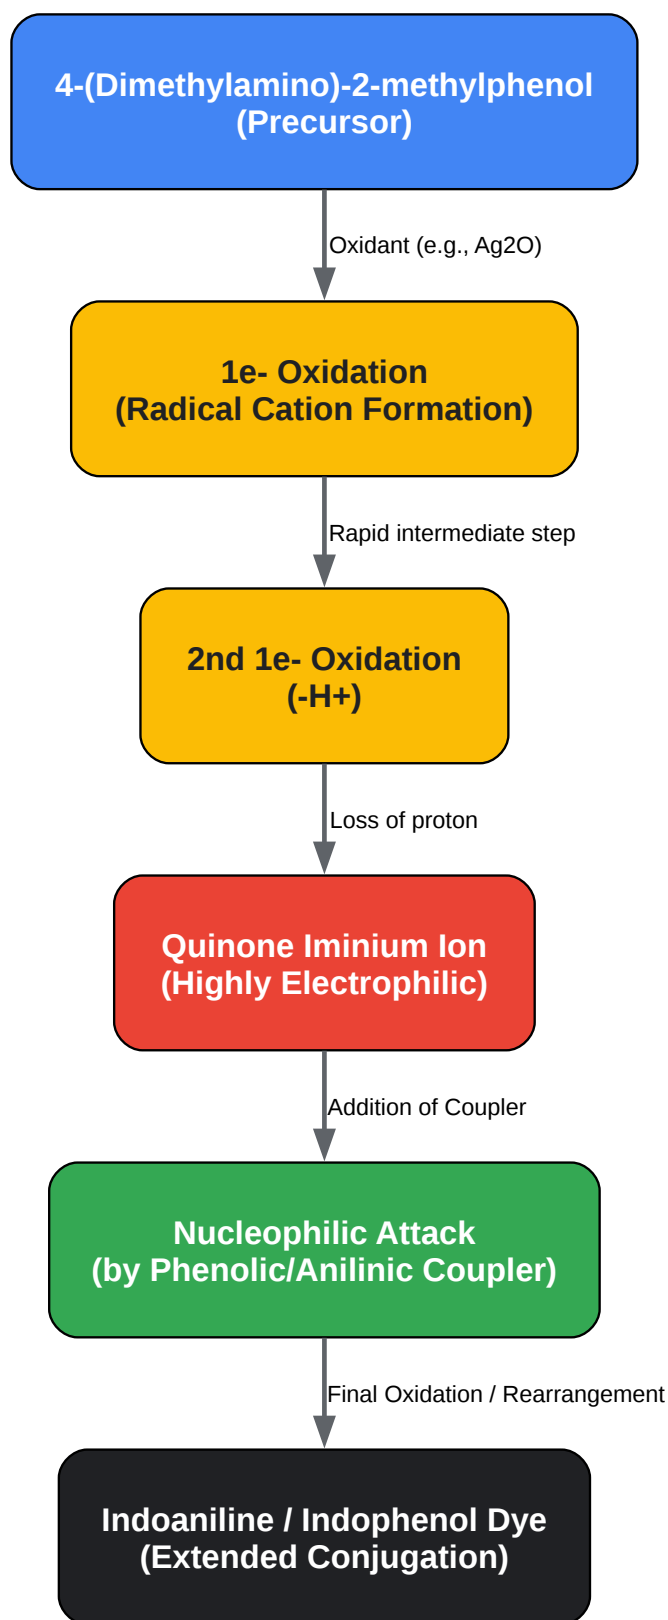 4-(Dimethylamino)-2-methylphenol
(Precursor)
Oxidant (e.g., Ag2O)
1e- Oxidation
(Radical Cation Formation)
Rapid intermediate step
2nd 1e- Oxidation
(-H+)
Loss of proton
Quinone Iminium Ion
(Highly Electrophilic)
Addition of Coupler
Nucleophilic Attack
(by Phenolic/Anilinic Coupler)
Final Oxidation / Rearrangement
Indoaniline / Indophenol Dye
(Extended Conjugation)